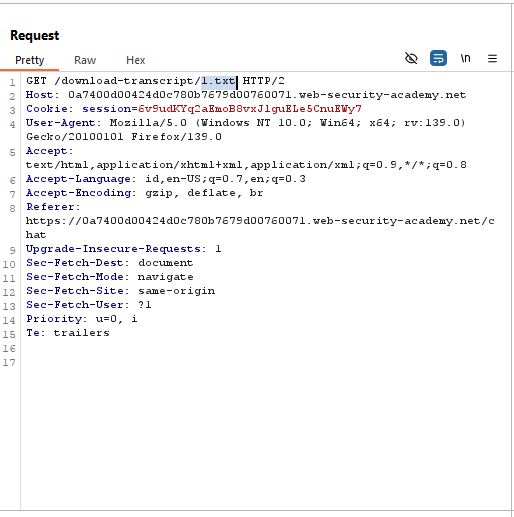 Request
Pretty Raw Hex \n
1 GET /download-transcript/1.txt HTTP/2
2 Host: 0a7400d00424d0c780b7679d00760071.web-security-academy.net
3 Cookie: session=6v9udKYq2aEmoB8vxJlguELe5CnuEWy7
4 User-Agent: Mozilla/5.0 (Windows NT 10.0; Win64; x64; rv:139.0)
Gecko/20100101 Firefox/139.0
5 Accept:
text/html,application/xhtml+xml,application/xml;q=0.9,*/*;q=0.8
6 Accept-Language: id,en-US;q=0.7,en;q=0.3
7 Accept-Encoding: gzip, deflate, br
8 Referer:
https://0a7400d00424d0c780b7679d00760071.web-security-academy.net/c
hat
9 Upgrade-Insecure-Requests: 1
10 Sec-Fetch-Dest: document
11 Sec-Fetch-Mode: navigate
12 Sec-Fetch-Site: same-origin
13 Sec-Fetch-User: ?1
14 Priority: u=0, i
15 Te: trailers
16
17